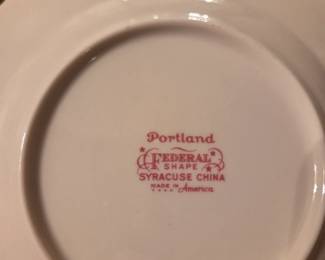 Portland
FEDERAL
SHAPE
SYRACUSE CHINA
MADE IN America